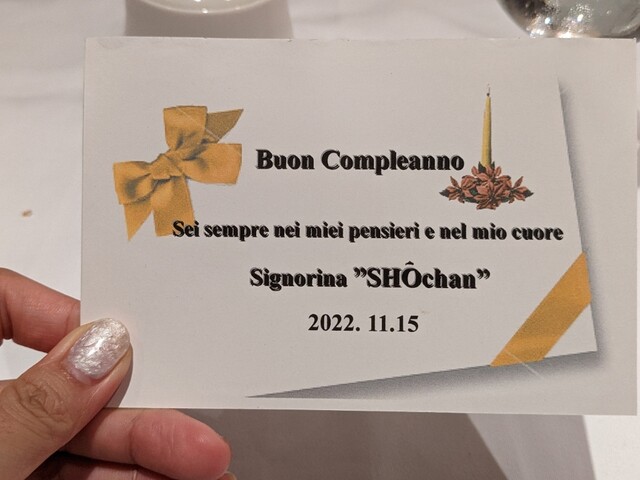 Buon Compleanno
Sei sempre nei miei pensieri e nel mio cuore
Signorina ”SHÔchan”
2022. 11.15